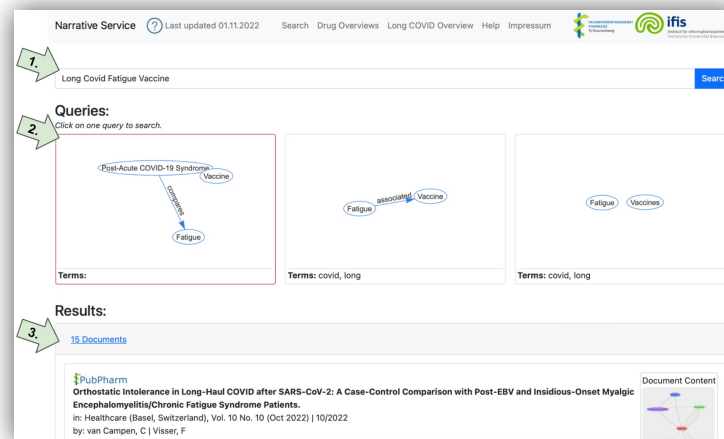 Narrative Service ? Last updated 01.11.2022 Search Drug Overviews Long COVID Overview Help Impressum
ifis
1.
Long Covid Fatigue Vaccine
Search
Queries:
Click on one query to search.
2.
Post-Acute COVID-19 Syndrome
Vaccine
compares
Fatigue
Terms:
Fatigue
associated
Vaccine
Terms: covid, long
Fatigue
Vaccines
Terms: covid, long
Results:
3.
15 Documents
PubPharm
Orthostatic Intolerance in Long-Haul COVID after SARS-CoV-2: A Case-Control Comparison with Post-EBV and Insidious-Onset Myalgic
Encephalomyelitis/Chronic Fatigue Syndrome Patients.
in: Healthcare (Basel, Switzerland), Vol. 10 No. 10 (Oct 2022) | 10/2022
by: van Campen, C | Visser, F
Document Content